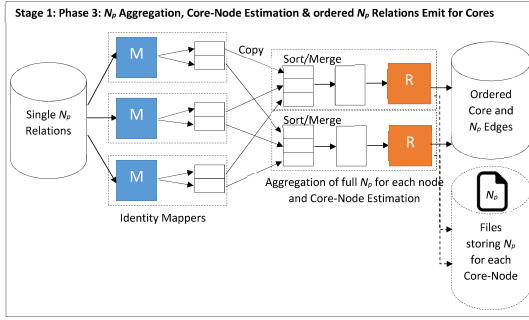 Stage 1: Phase 3: Np Aggregation, Core-Node Estimation & ordered Np Relations Emit for Cores
Single Np
Relations
M
M
M
Identity Mappers
Copy
Sort/Merge
R
Sort/Merge
R
Aggregation of full Np for each node
and Core-Node Estimation
Ordered
Core and
Np Edges
Np
Files
storing Np
for each
Core-Node